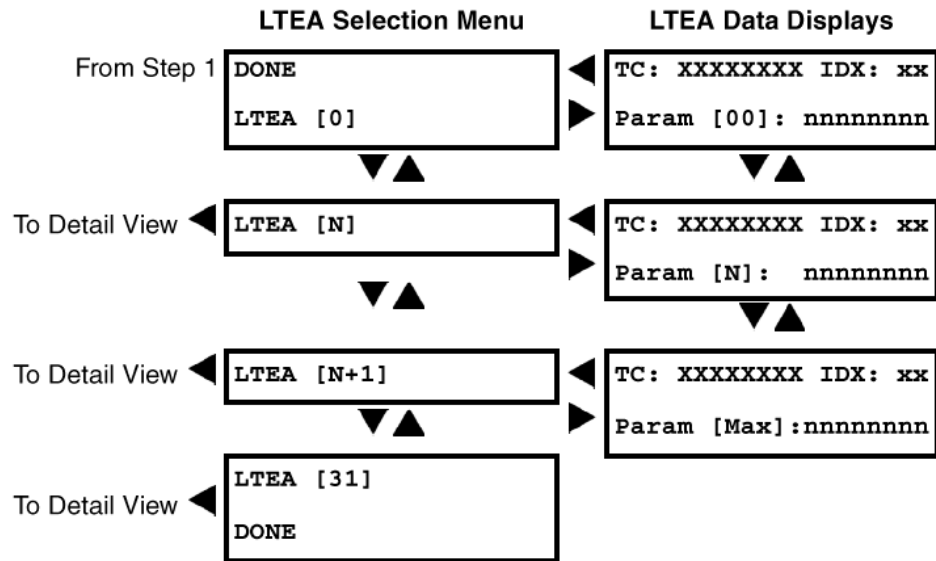 LTEA Selection Menu
LTEA Data Displays
From Step 1
DONE
LTEA [0]
TC: XXXXXXXX IDX: xx
Param [00]: nnnnnnnn
To Detail View
LTEA [N]
TC: XXXXXXXX IDX: xx
Param [N]: nnnnnnnn
To Detail View
LTEA [N+1]
TC: XXXXXXXX IDX: xx
Param [Max]:nnnnnnnn
To Detail View
LTEA [31]
DONE